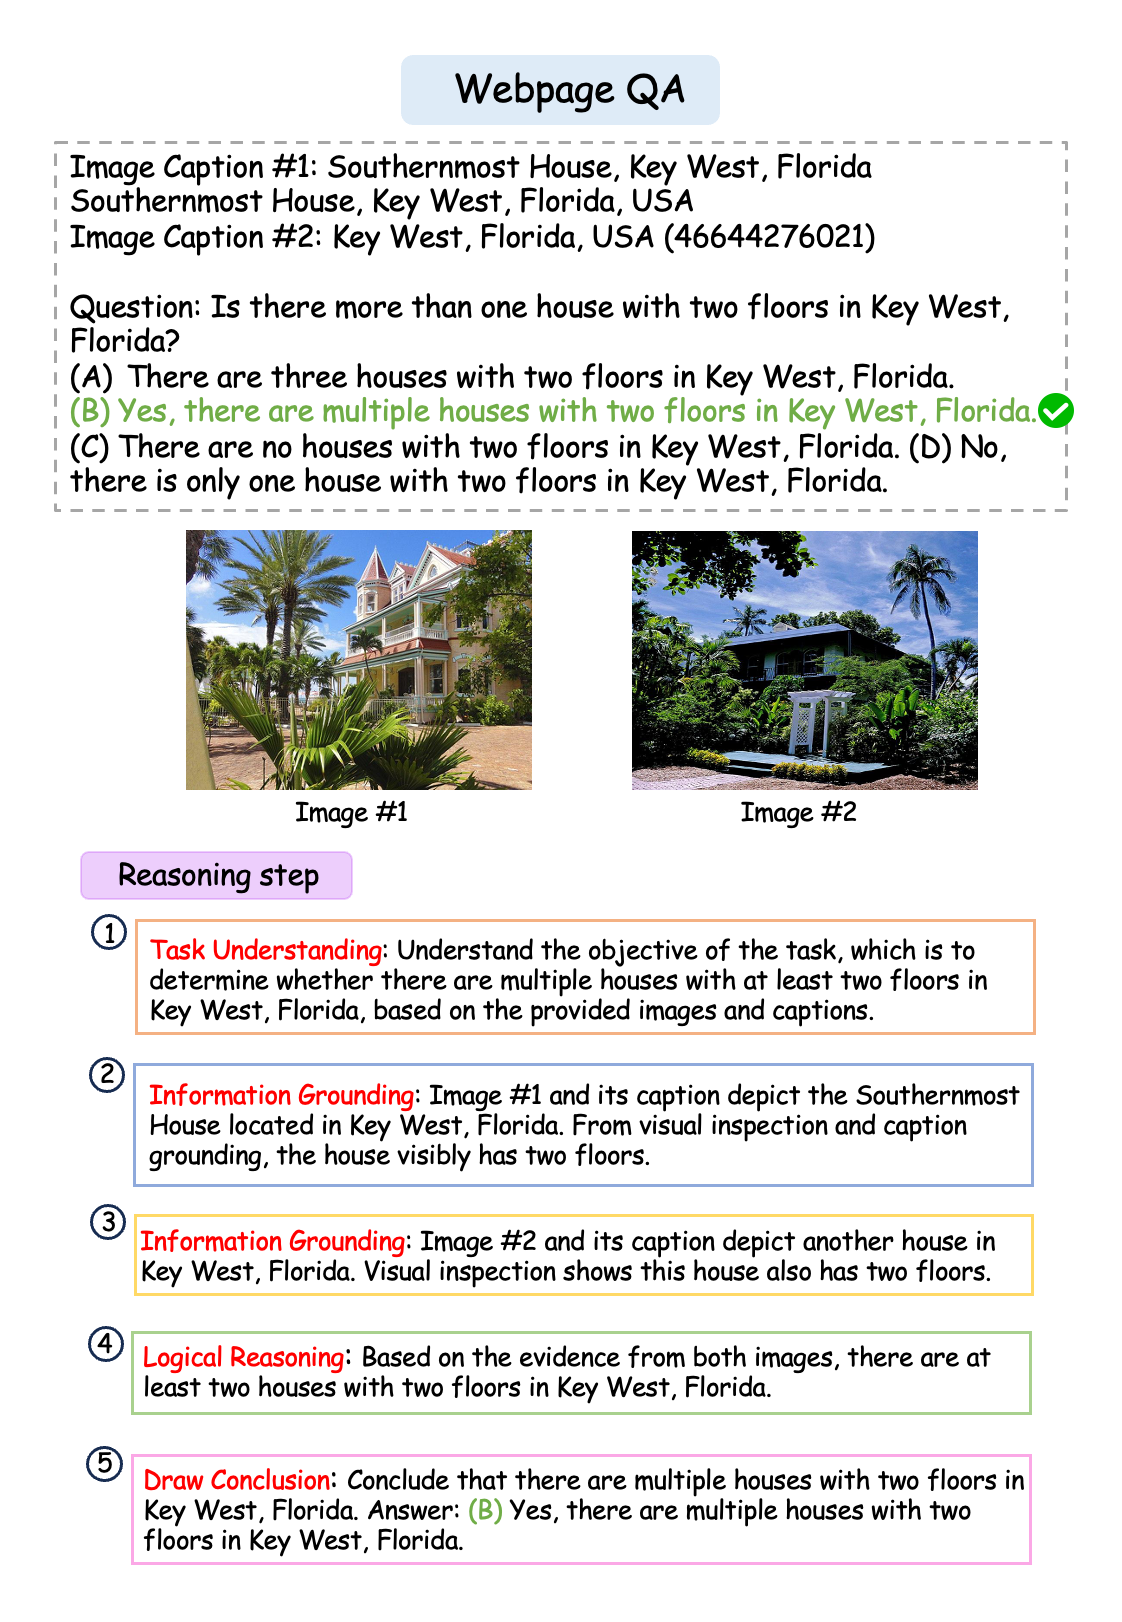 Webpage QA
Image Caption #1: Southernmost House, Key West, Florida
Southernmost House, Key West, Florida, USA
Image Caption #2: Key West, Florida, USA (46644276021)
Question: Is there more than one house with two floors in Key West,
Florida?
(A) There are three houses with two floors in Key West, Florida.
(B) Yes, there are multiple houses with two floors in Key West, Florida.
(C) There are no houses with two floors in Key West, Florida. (D) No,
there is only one house with two floors in Key West, Florida.
Image #1
Image #2
Reasoning step
1
Task Understanding: Understand the objective of the task, which is to
determine whether there are multiple houses with at least two floors in
Key West, Florida, based on the provided images and captions.
2
Information Grounding: Image #1 and its caption depict the Southernmost
House located in Key West, Florida. From visual inspection and caption
grounding, the house visibly has two floors.
3
Information Grounding: Image #2 and its caption depict another house in
Key West, Florida. Visual inspection shows this house also has two floors.
4
Logical Reasoning: Based on the evidence from both images, there are at
least two houses with two floors in Key West, Florida.
5
Draw Conclusion: Conclude that there are multiple houses with two floors in
Key West, Florida. Answer: (B) Yes, there are multiple houses with two
floors in Key West, Florida.